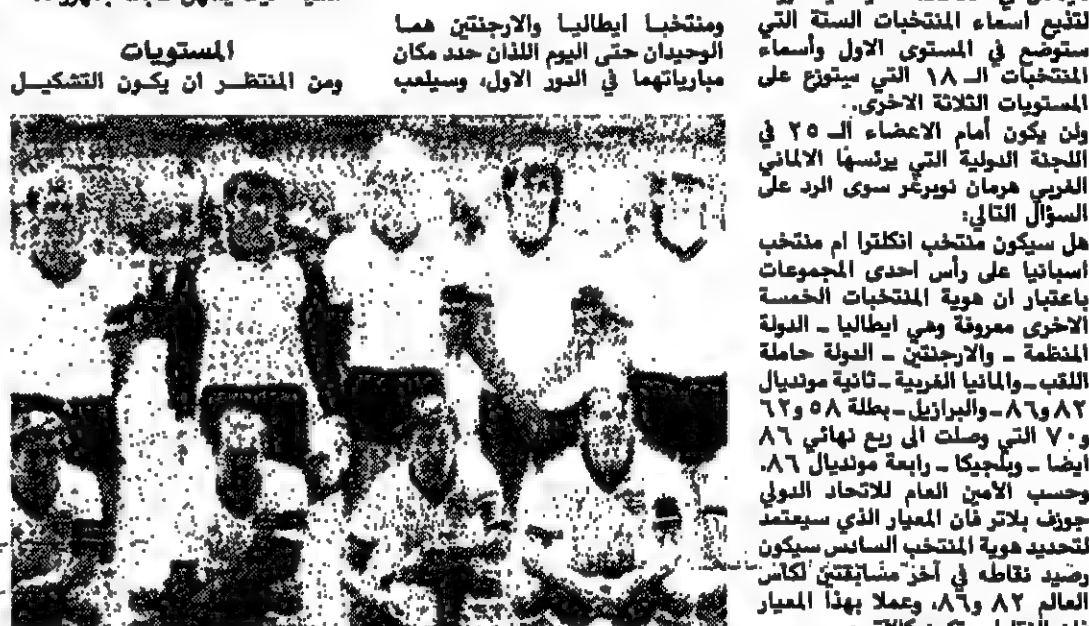 لتذيع اسماء المنتخبات الستة التي
ستوضع في المستوى الاول وأسماء
المنتخبات الـ ١٨ التي ستوزع على
المستويات الثلاثة الاخرى.
ولن يكون أمام الاعضاء الـ ٢٥ في
اللجنة الدولية التي يرئسها الالماني
الغربي هرمان نويبرغر سوى الرد على
السؤال التالي:
هل سيكون منتخب انكلترا ام منتخب
اسبانيا على رأس احدى المجموعات
باعتبار ان هوية المنتخبات الخمسة
الاخرى معروفة وهي ايطاليا ـ الدولة
المنظمة ـ والارجنتين ـ الدولة حاملة
اللقب ـ والمانيا الغربية ـ ثانية مونديال
٨٢ و٨٦ ـ والبرازيل ـ بطلة ٥٨ و٦٢
و٧٠ التي وصلت الى ربع نهائي ٨٦
ايضا ـ وبلجيكا ـ رابعة مونديال ٨٦.
وحسب الامين العام للاتحاد الدولي
جوزف بلاتر فان المعيار الذي سيعتمد
لتحديد هوية المنتخب السادس سيكون
رصيد نقاطه في آخر مسابقتين لكأس
العالم ٨٢ و٨٦، وعملا بهذا المعيار
ومنتخبا ايطاليا والارجنتين هما
الوحيدان حتى اليوم اللذان حدد مكان
مبارياتهما في الدور الاول، وسيلعب
المستويات
ومن المنتظر ان يكون التشكيل